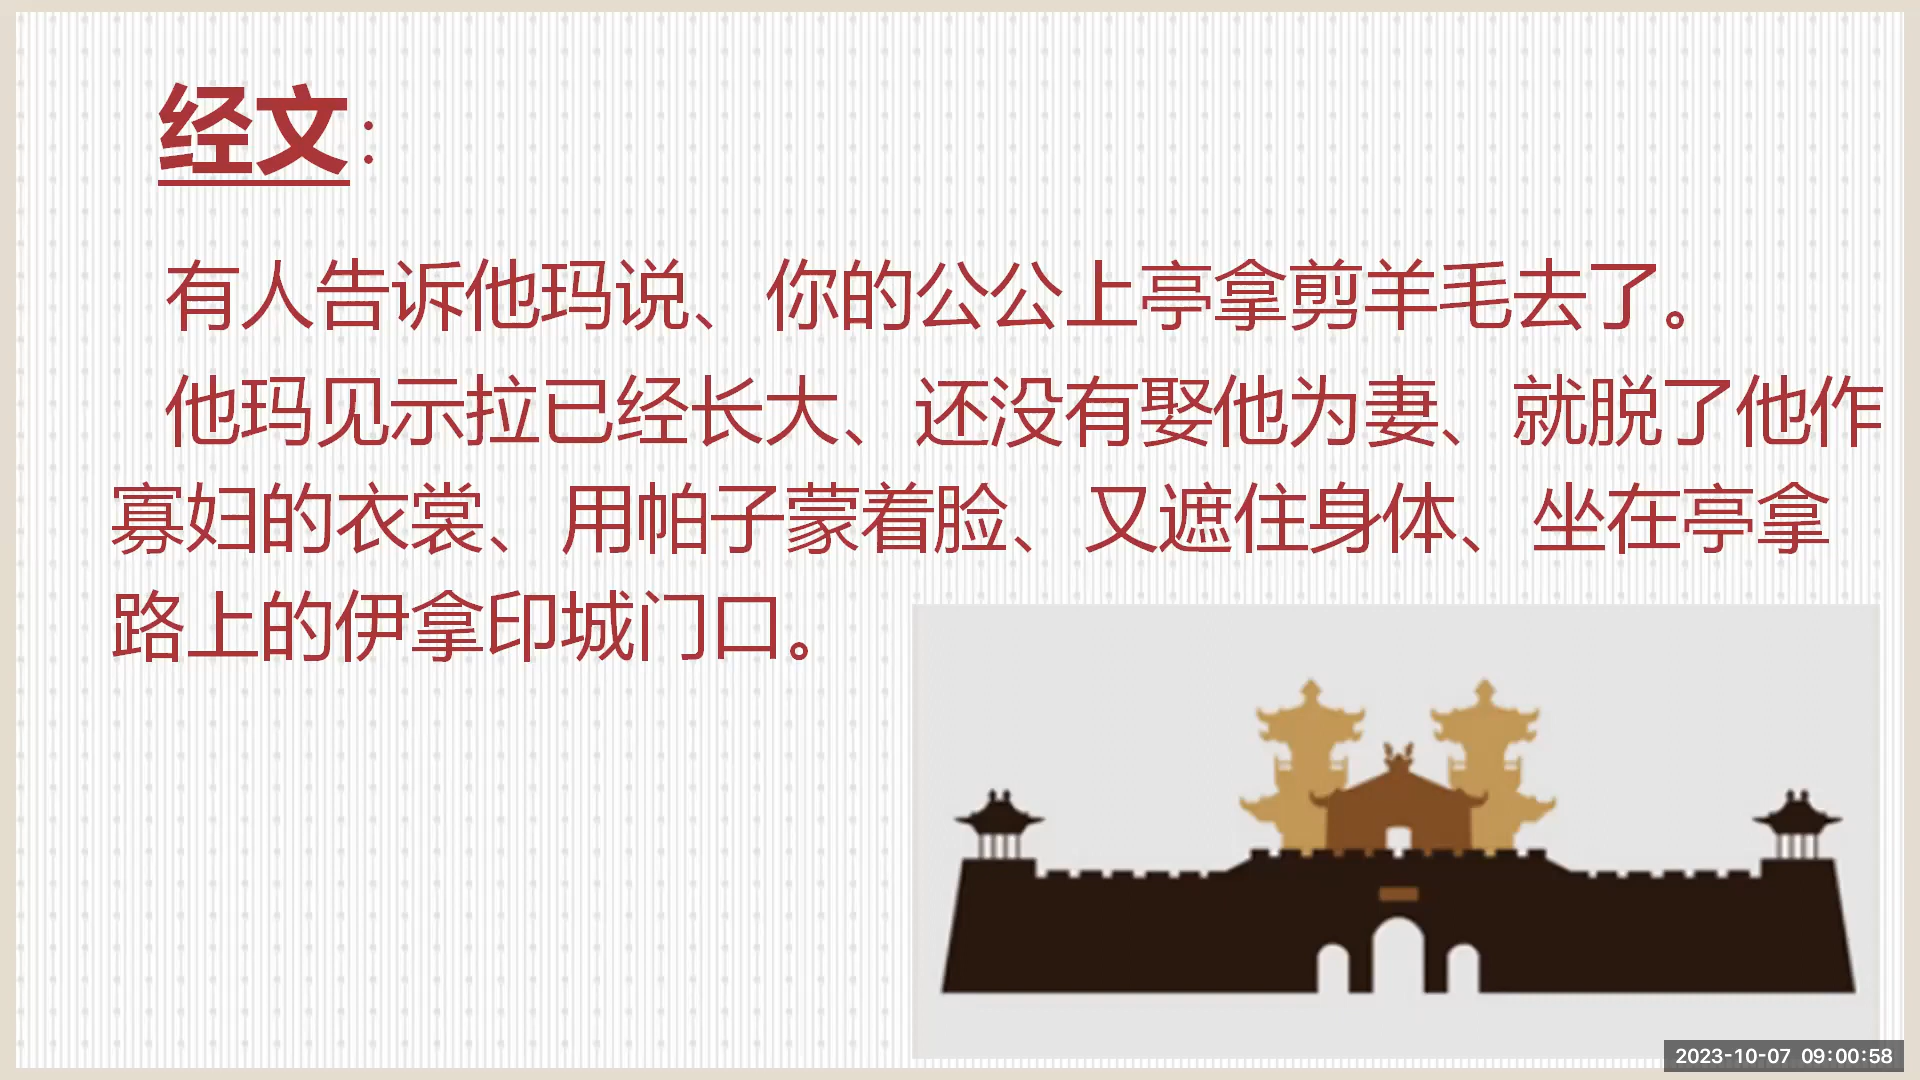 经文：
有人告诉他玛说、你的公公上亭拿剪羊毛去了。
他玛见示拉已经长大、还没有娶他为妻、就脱了他作
寡妇的衣裳、用帕子蒙着脸、又遮住身体、坐在亭拿
路上的伊拿印城门口。
2023-10-07 09:00:58